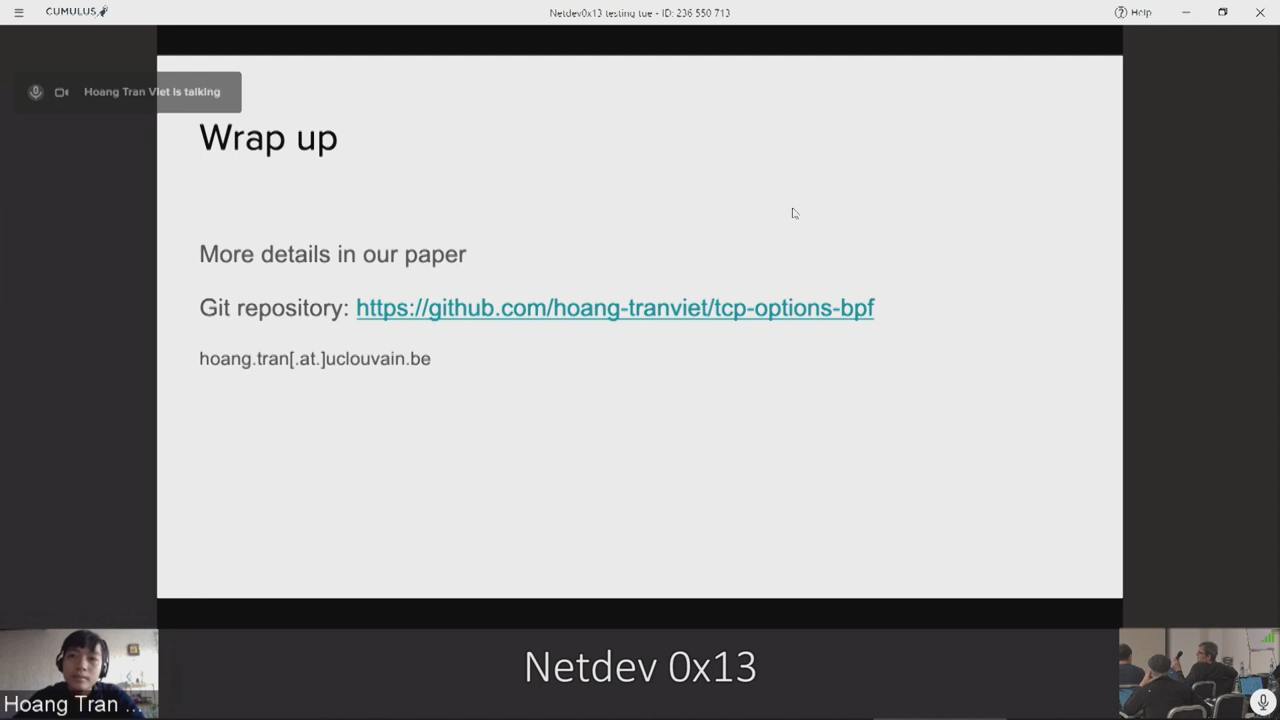 CUMULUS
Netdev0x13 testing tue - ID: 236 550 713
Help
Hoang Tran Viet is talking
Wrap up
More details in our paper
Git repository: https://github.com/hoang-tranviet/tcp-options-bpf
hoang.tran[.at.]uclouvain.be
Hoang Tran ...
Netdev 0x13